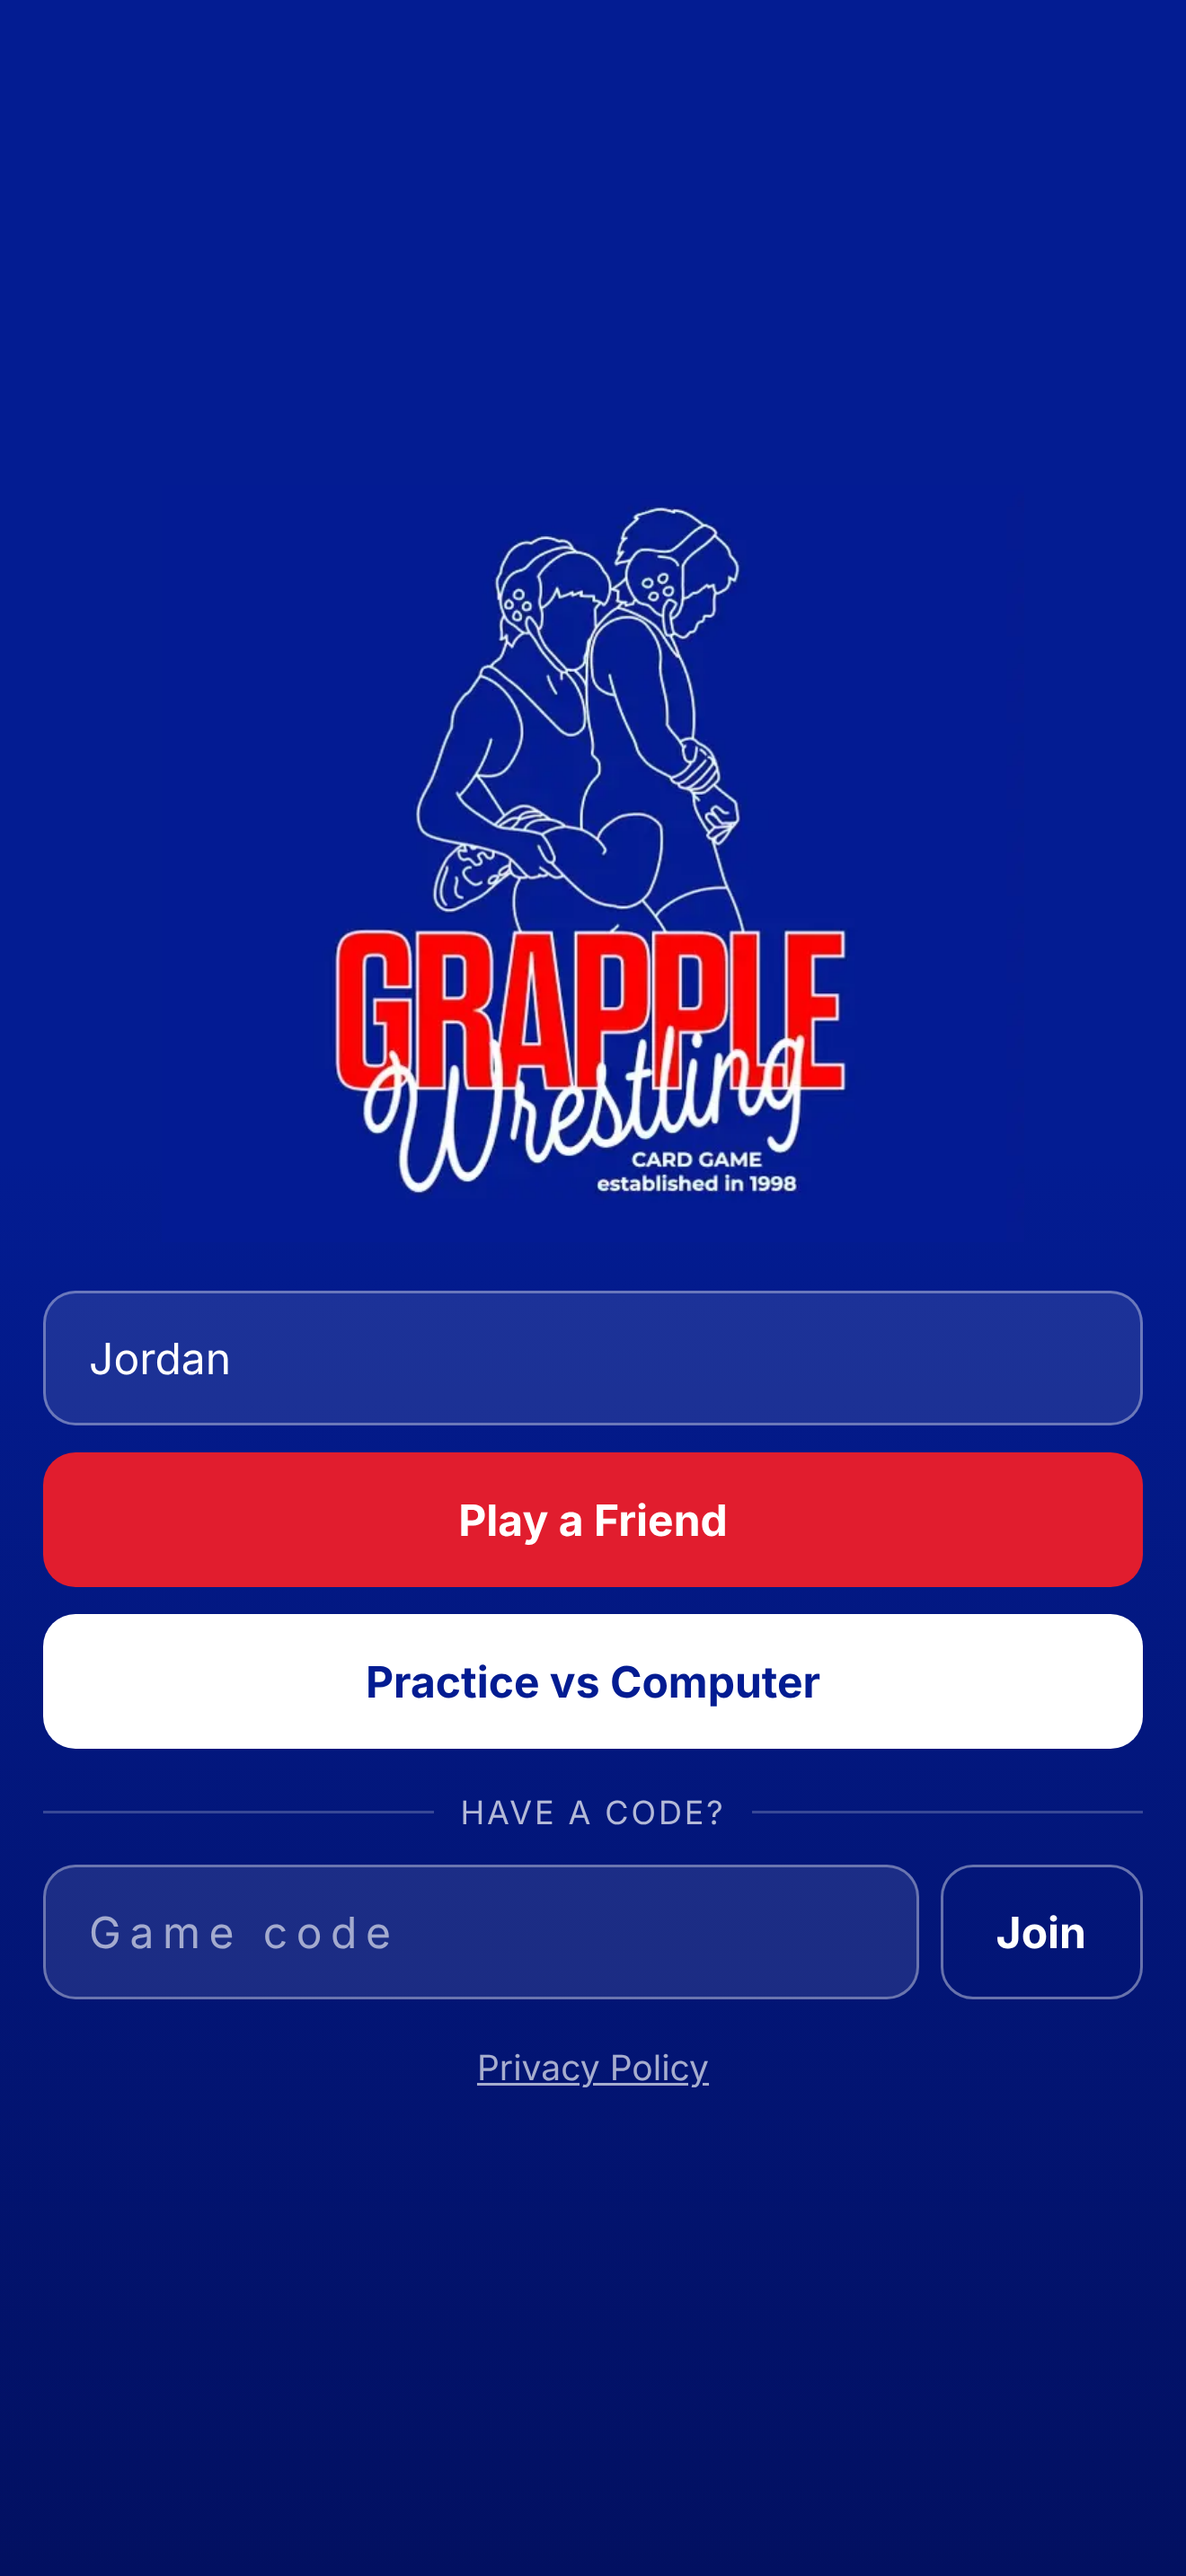 GRAPPLE
Wrestling
CARD GAME
established in 1998
Jordan
Play a Friend
Practice vs Computer
HAVE A CODE?
Game code
Join
Privacy Policy